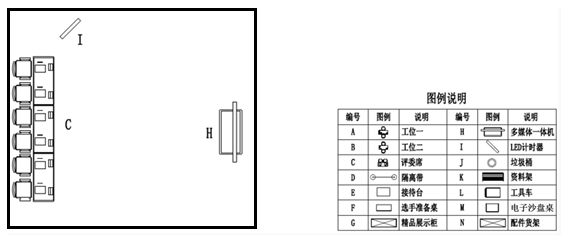 I
C
H
图例说明
编号 图例 说明 编号 图例 说明
A 工位一 H 多媒体一体机
B 工位二 I LED计时器
C 评委席 J 垃圾桶
D 隔离带 K 资料架
E 接待台 L 工具车
F 选手准备桌 M 电子沙盘桌
G 精品展示柜 N 配件货架